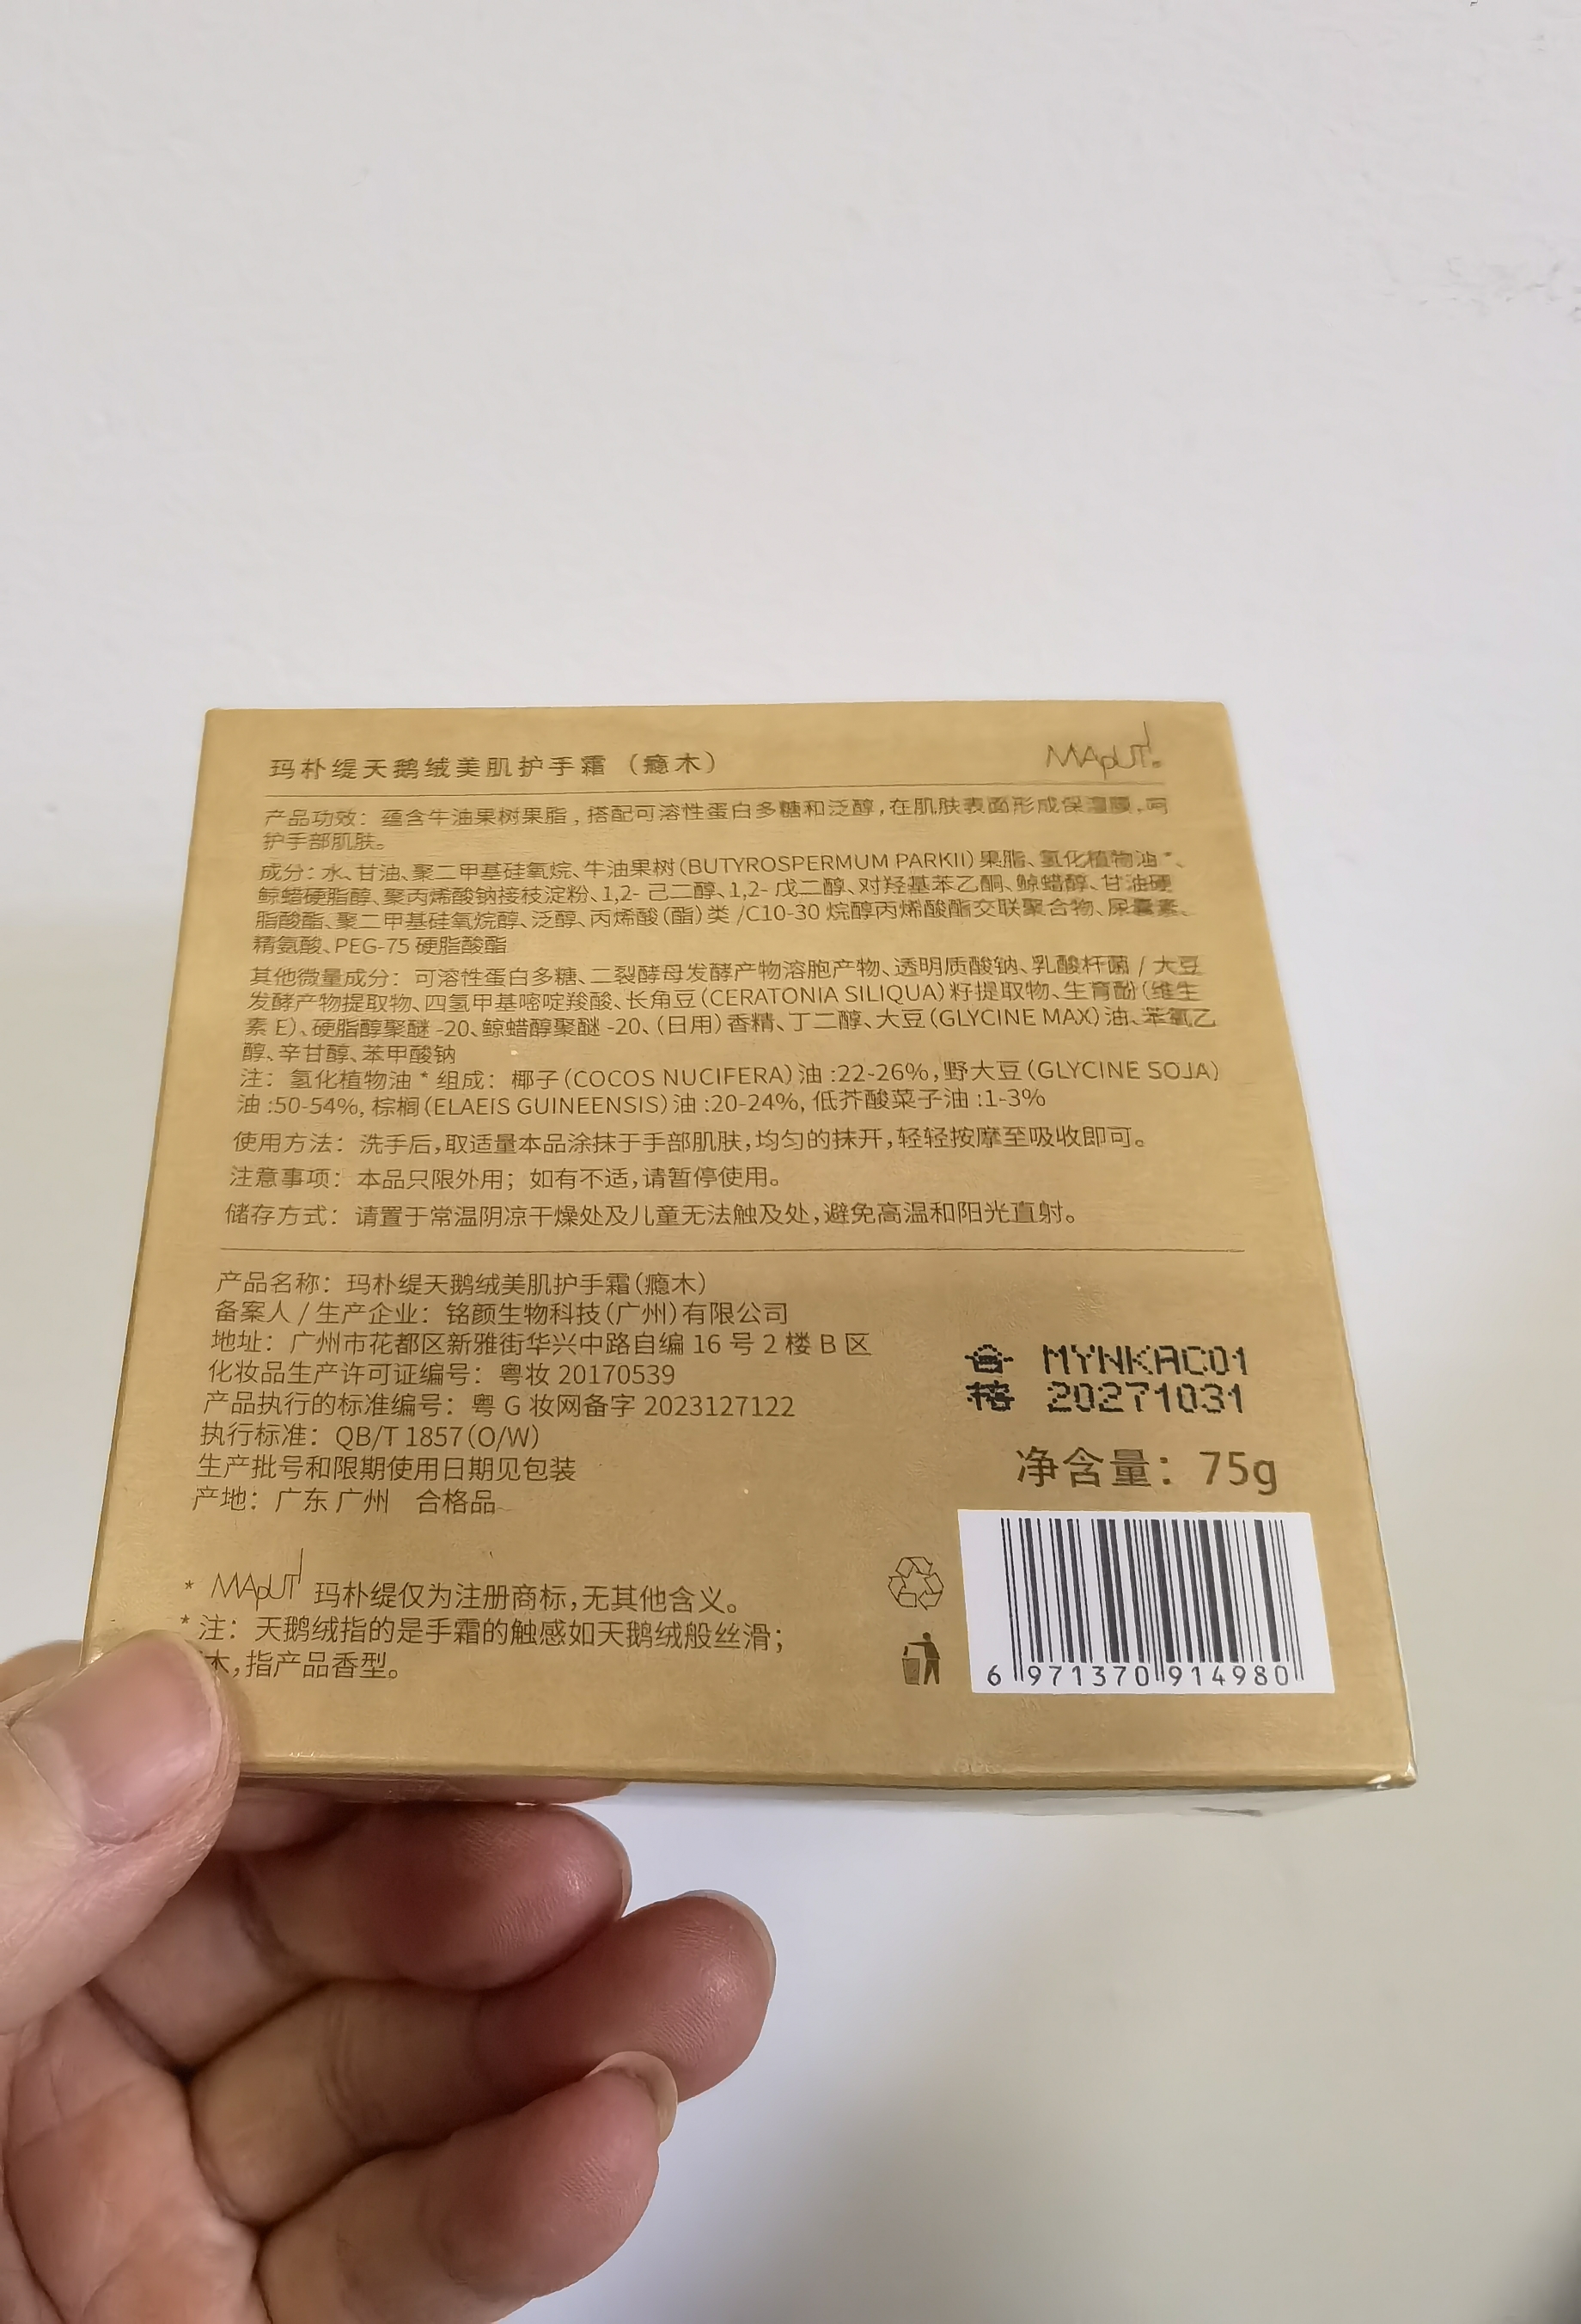 玛朴缇天鹅绒美肌护手霜（瘾木）
MApUT
产品功效：蕴含牛油果树果脂，搭配可溶性蛋白多糖和泛醇，在肌肤表面形成保湿膜，呵
护手部肌肤。
成分：水、甘油、聚二甲基硅氧烷、牛油果树（BUTYROSPERMUM PARKII）果脂、氢化植物油*、
鲸蜡硬脂醇、聚丙烯酸钠接枝淀粉、1,2- 己二醇、1,2- 戊二醇、对羟基苯乙酮、鲸蜡醇、甘油硬
脂酸酯、聚二甲基硅氧烷醇、泛醇、丙烯酸（酯）类 /C10-30 烷醇丙烯酸酯交联聚合物、尿囊素、
精氨酸、PEG-75 硬脂酸酯
其他微量成分：可溶性蛋白多糖、二裂酵母发酵产物溶胞产物、透明质酸钠、乳酸杆菌 / 大豆
发酵产物提取物、四氢甲基嘧啶羧酸、长角豆（CERATONIA SILIQUA）籽提取物、生育酚（维生
素 E）、硬脂醇聚醚 -20、鲸蜡醇聚醚 -20、（日用）香精、丁二醇、大豆（GLYCINE MAX）油、苯氧乙
醇、辛甘醇、苯甲酸钠
注：氢化植物油 * 组成：椰子（COCOS NUCIFERA）油 :22-26%，野大豆（GLYCINE SOJA）
油 :50-54%, 棕榈（ELAEIS GUINEENSIS）油 :20-24%, 低芥酸菜子油 :1-3%
使用方法：洗手后，取适量本品涂抹于手部肌肤，均匀的抹开，轻轻按摩至吸收即可。
注意事项：本品只限外用；如有不适，请暂停使用。
储存方式：请置于常温阴凉干燥处及儿童无法触及处，避免高温和阳光直射。
产品名称：玛朴缇天鹅绒美肌护手霜（瘾木）
备案人 / 生产企业：铭颜生物科技（广州）有限公司
地址：广州市花都区新雅街华兴中路自编 16 号 2 楼 B 区
化妆品生产许可证编号：粤妆 20170539
产品执行的标准编号：粤 G 妆网备字 2023127122
执行标准：QB/T 1857（O/W）
生产批号和限期使用日期见包装
产地：广东 广州 合格品
合 MYNKAC01
格 20271031
净含量：75g
6 971370 914980
* MApUT 玛朴缇仅为注册商标，无其他含义。
* 注：天鹅绒指的是手霜的触感如天鹅绒般丝滑；
木，指产品香型。